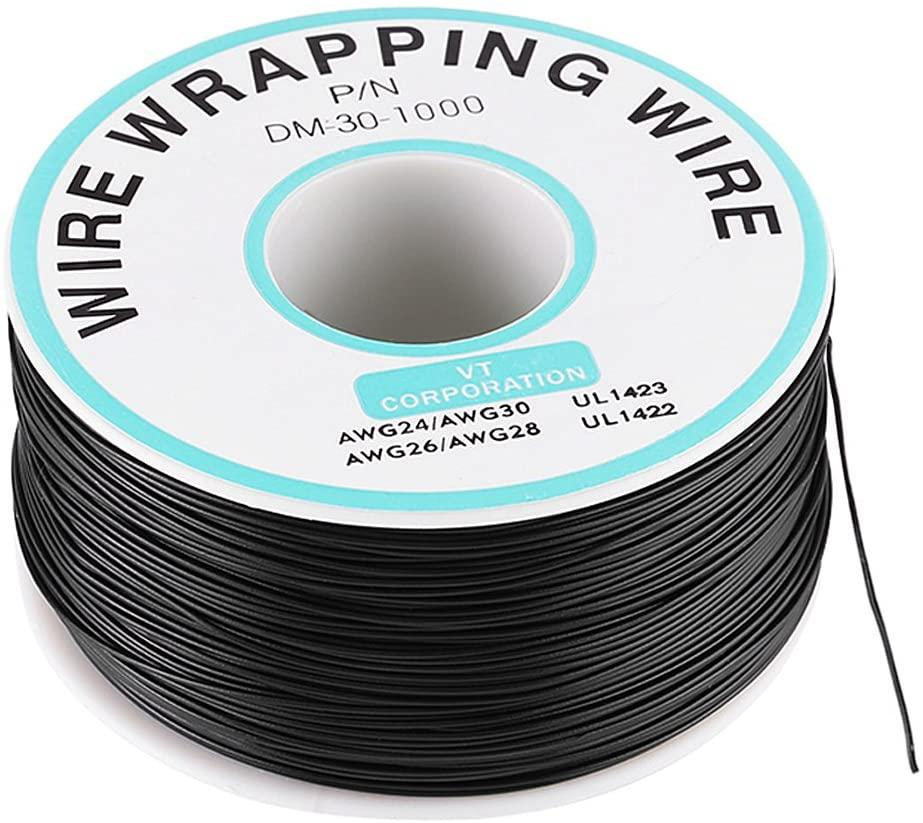 WIRE WRAPPING WIRE
P/N
DM-30-1000
VT
CORPORATION
AWG24/AWG30 UL1423
AWG26/AWG28 UL1422